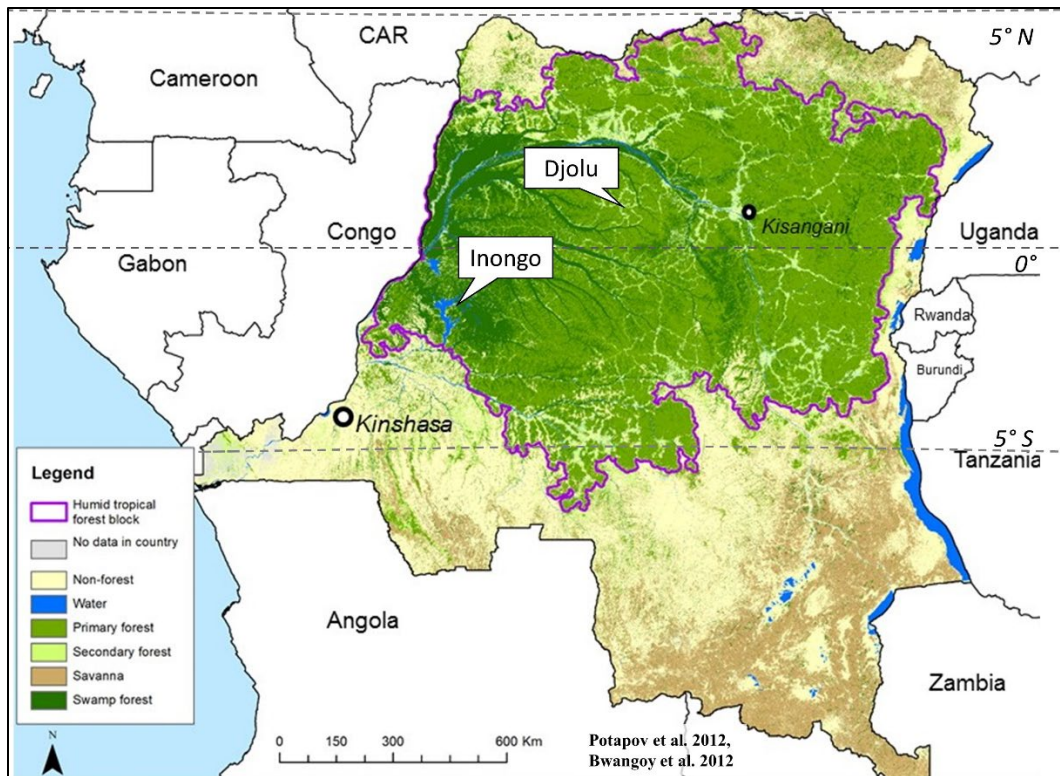 CAR
5° N
Cameroon
Djolu
Kisangani
Congo
Uganda
Gabon
Inongo
0°
Rwanda
Burundi
Kinshasa
5° S
Tanzania
Legend
Humid tropical
forest block
No data in
country
Non-forest
Water
Primary forest
Secondary forest
Savanna
Swamp forest
Angola
Zambia
N
0 150 300 600 Km
Potapov et al. 2012,
Bwangoy et al. 2012